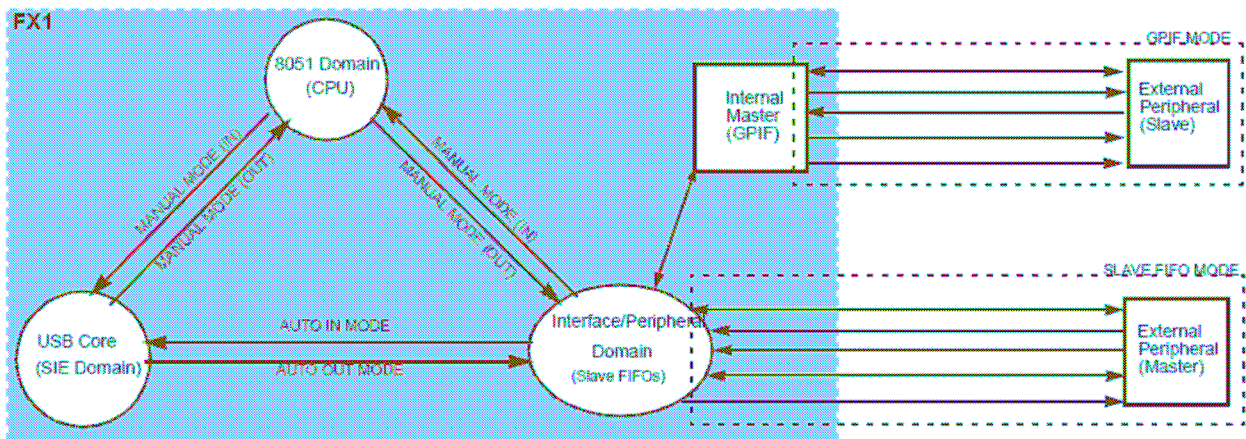 FX1
GPIF MODE
8051 Domain
(CPU)
Internal
Master
(GPIF)
External
Peripheral
(Slave)
MANUAL MODE (IN)
MANUAL MODE (OUT)
MANUAL MODE (IN)
MANUAL MODE (OUT)
SLAVE FIFO MODE
USB Core
(SIE Domain)
AUTO IN MODE
AUTO OUT MODE
Interface/Peripheral
Domain
(Slave FIFOs)
External
Peripheral
(Master)